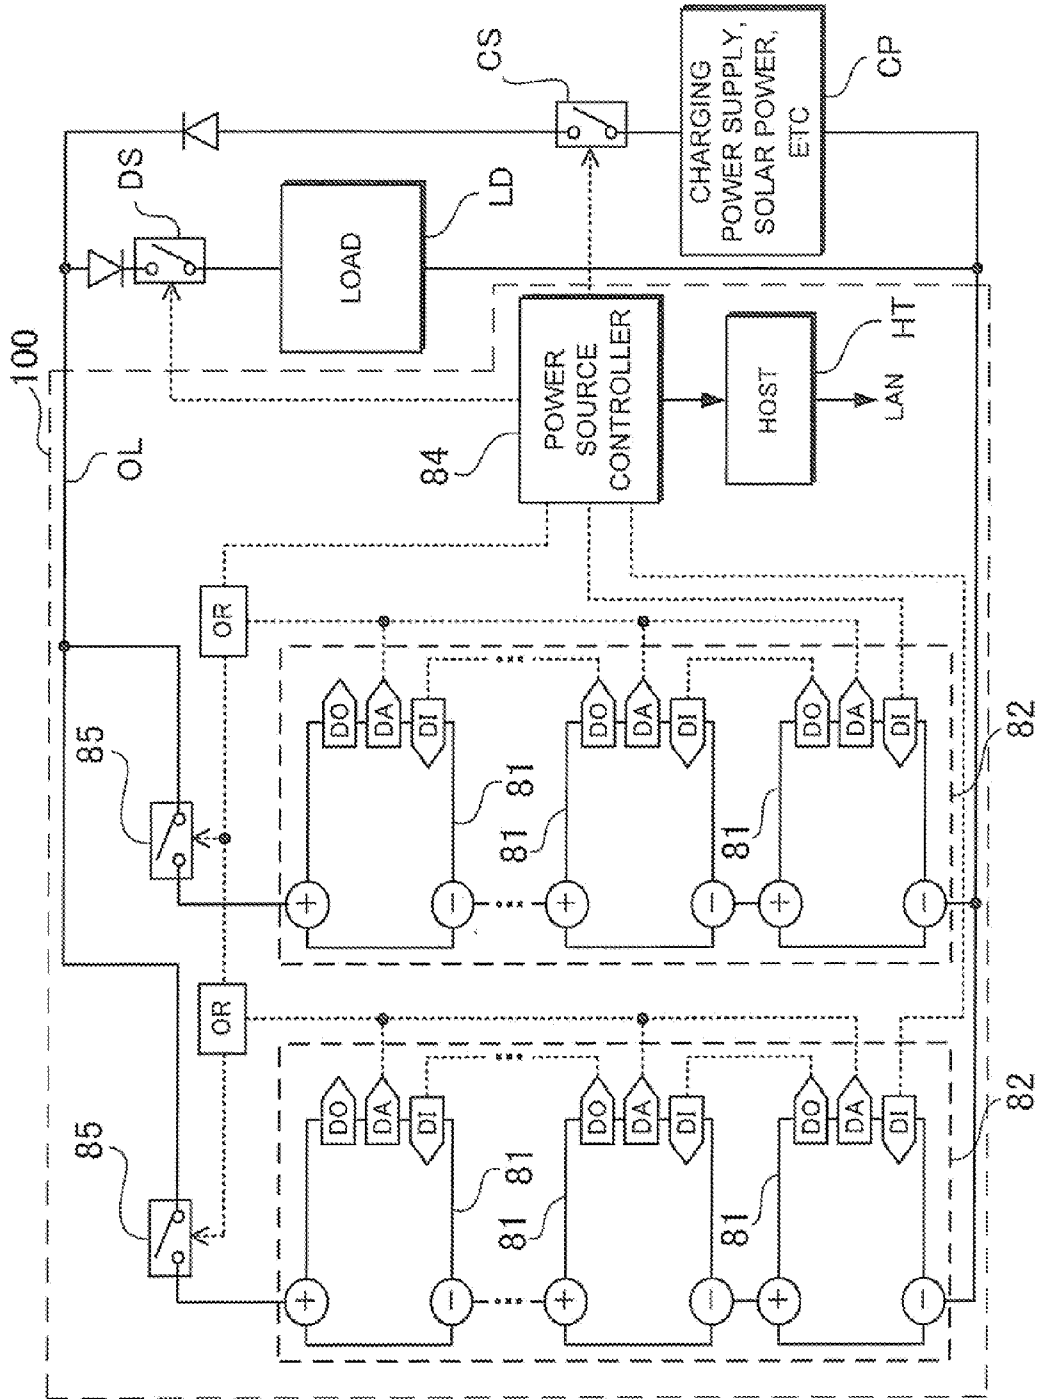 100
OL
85
85
OR
OR
DO
DA
DI
DO
DA
DI
DO
DA
DI
DO
DA
DI
DO
DA
DI
DO
DA
DI
+
−
+
−
+
−
+
−
+
−
+
−
81
81
81
81
81
81
82
82
84
POWER
SOURCE
CONTROLLER
HOST
HT
LAN
DS
LOAD
LD
CS
CHARGING
POWER SUPPLY,
SOLAR POWER,
ETC
CP